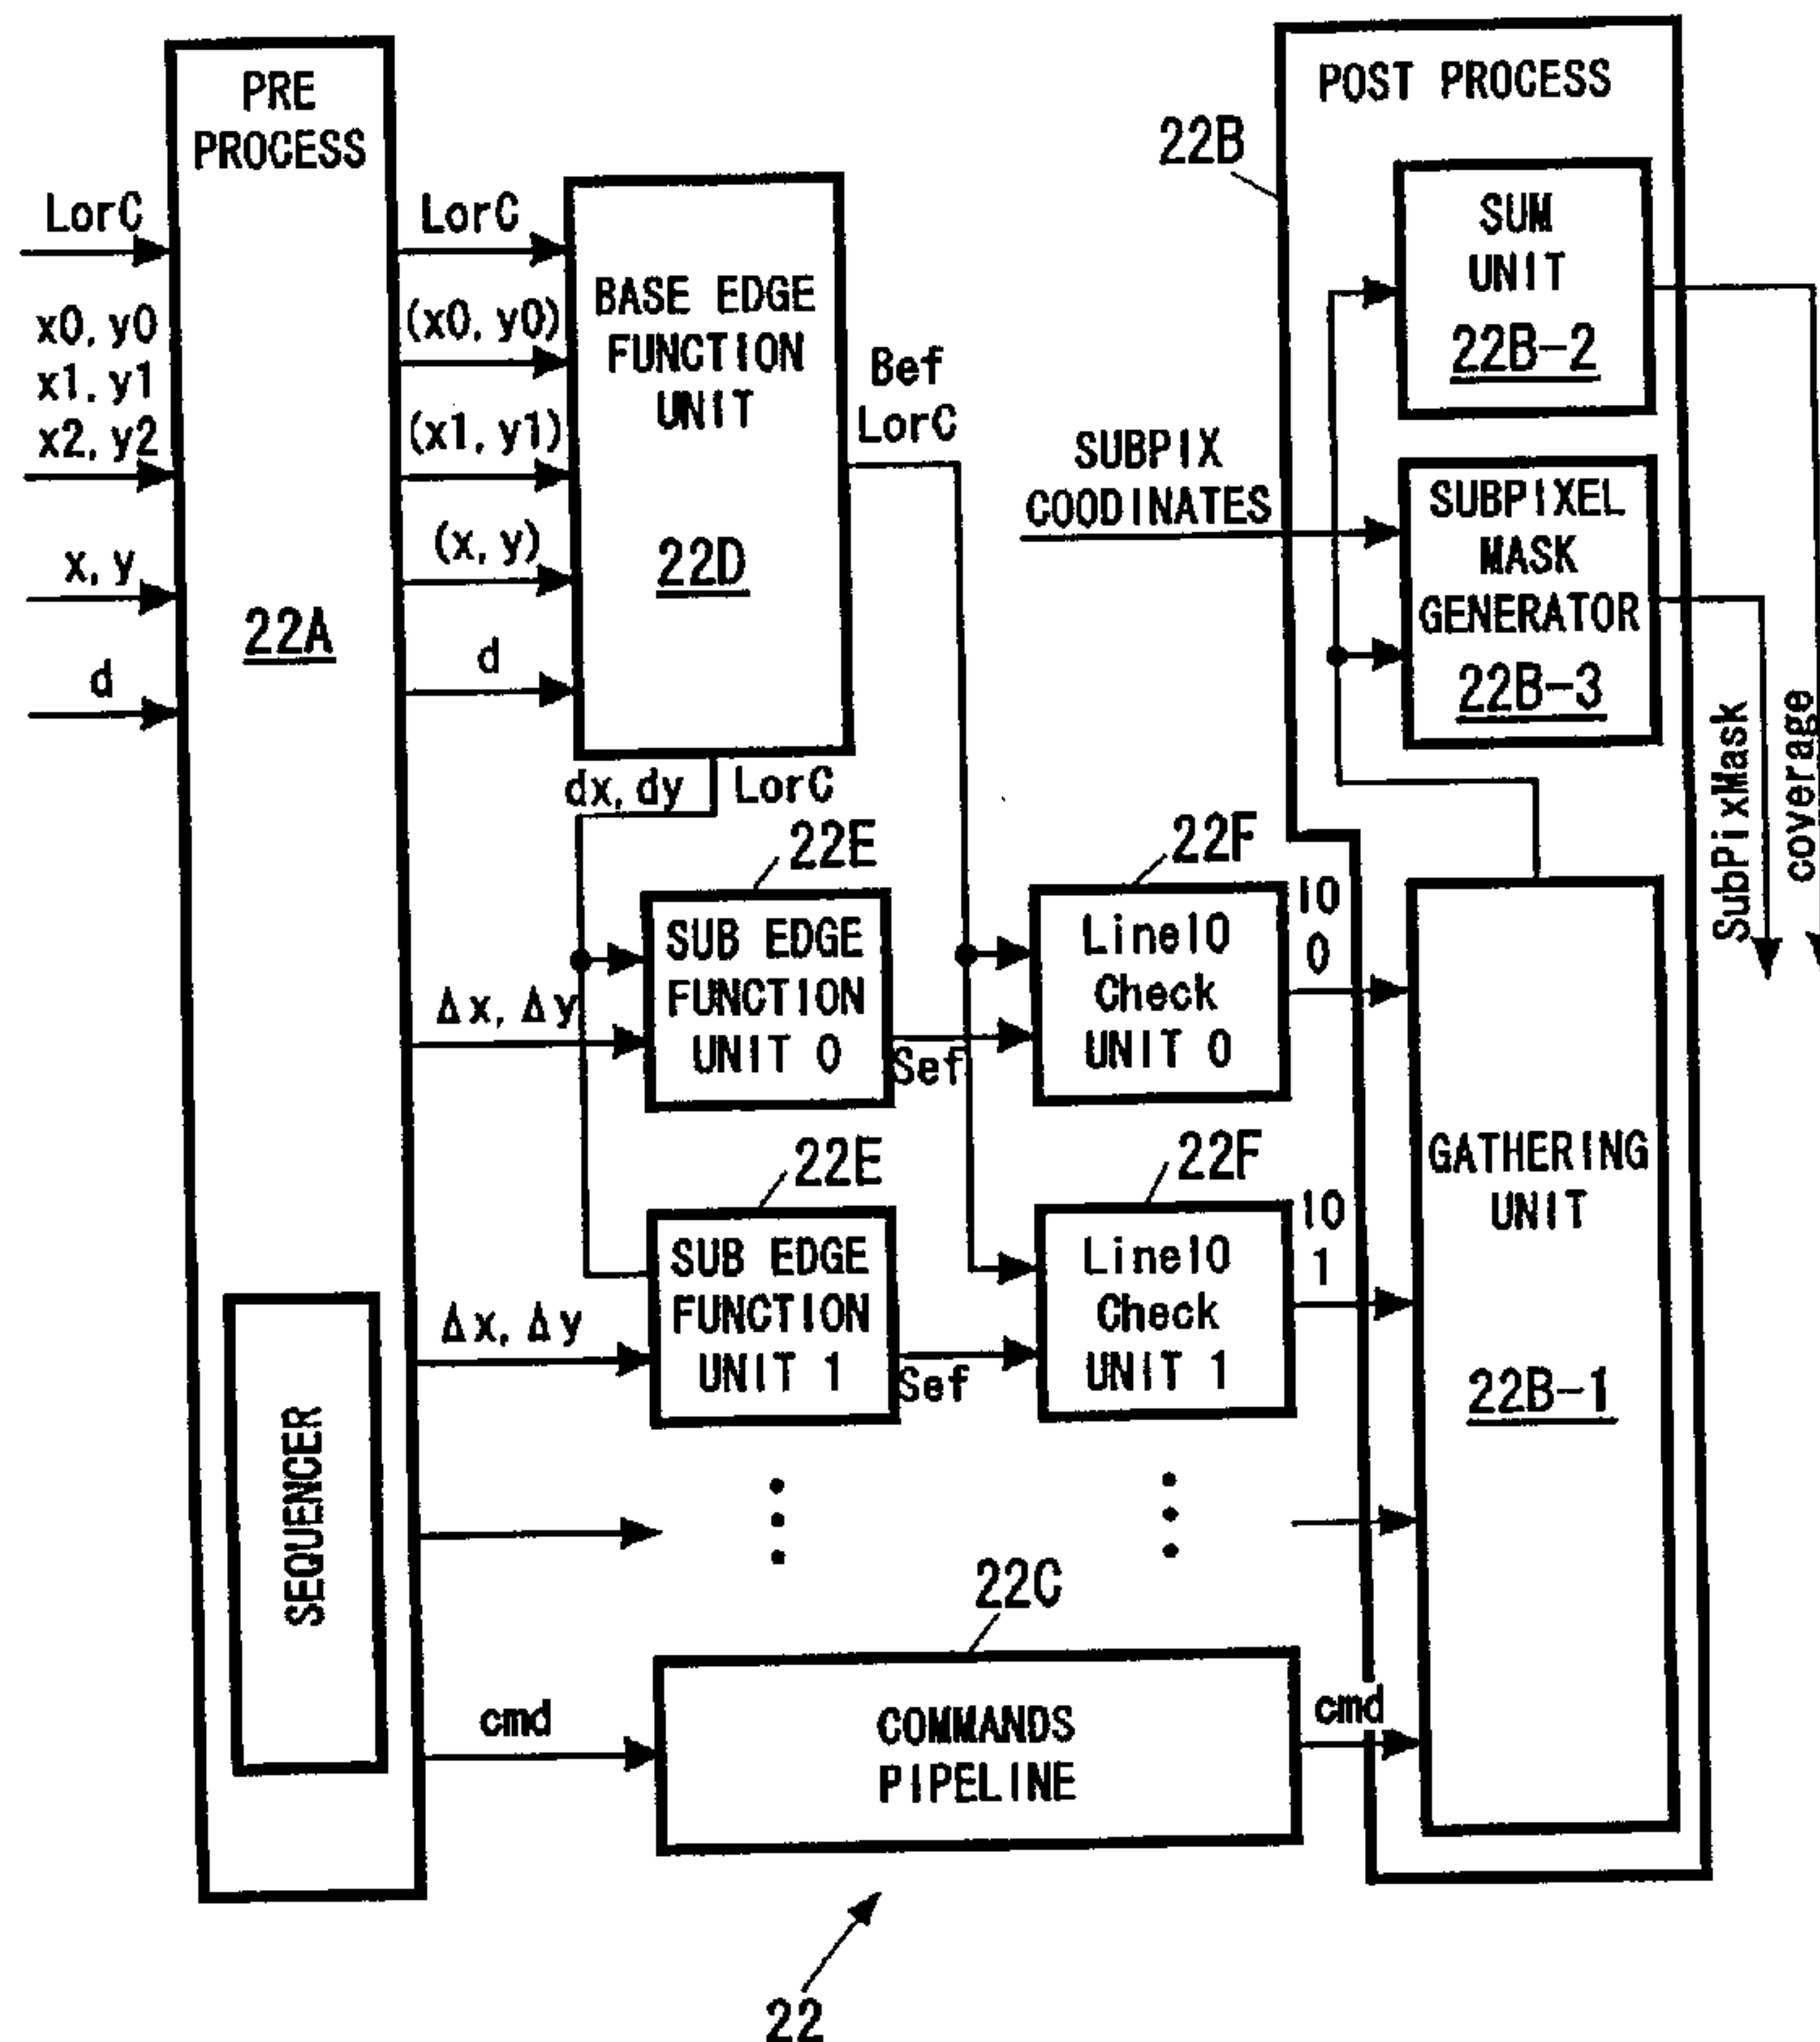 PRE
PROCESS
LorC
x0, y0
x1, y1
x2, y2
x, y
d
22A
SEQUENCER
LorC
(x0, y0)
(x1, y1)
(x, y)
d
BASE EDGE
FUNCTION
UNIT
22D
Bef
LorC
dx, dy
LorC
22E
Δx, Δy
SUB EDGE
FUNCTION
UNIT 0
Sef
22F
LineIO
Check
UNIT 0
IO
0
22E
Δx, Δy
SUB EDGE
FUNCTION
UNIT 1
Sef
22F
LineIO
Check
UNIT 1
IO
1
22C
cmd
COMMANDS
PIPELINE
cmd
22B
POST PROCESS
SUM
UNIT
22B-2
SUBPIX
COODINATES
SUBPIXEL
MASK
GENERATOR
22B-3
SubPixMask
coverage
GATHERING
UNIT
22B-1
22